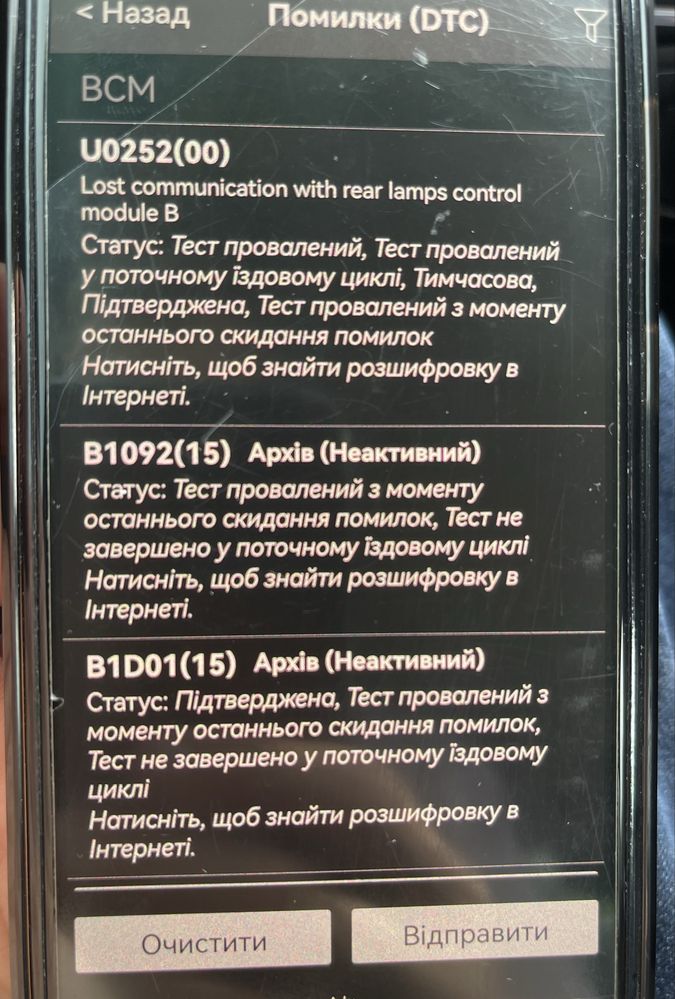 < Назад
Помилки (DTC)
BCM
U0252(00)
Lost communication with rear lamps control
module B
Статус: Тест провалений, Тест провалений
у поточному їздовому циклі, Тимчасова,
Підтверджена, Тест провалений з моменту
останнього скидання помилок
Натисніть, щоб знайти розшифровку в
Інтернеті.
B1092(15) Архів (Неактивний)
Статус: Тест провалений з моменту
останнього скидання помилок, Тест не
завершено у поточному їздовому циклі
Натисніть, щоб знайти розшифровку в
Інтернеті.
B1D01(15) Архів (Неактивний)
Статус: Підтверджена, Тест провалений з
моменту останнього скидання помилок,
Тест не завершено у поточному їздовому
циклі
Натисніть, щоб знайти розшифровку в
Інтернеті.
Очистити
Відправити